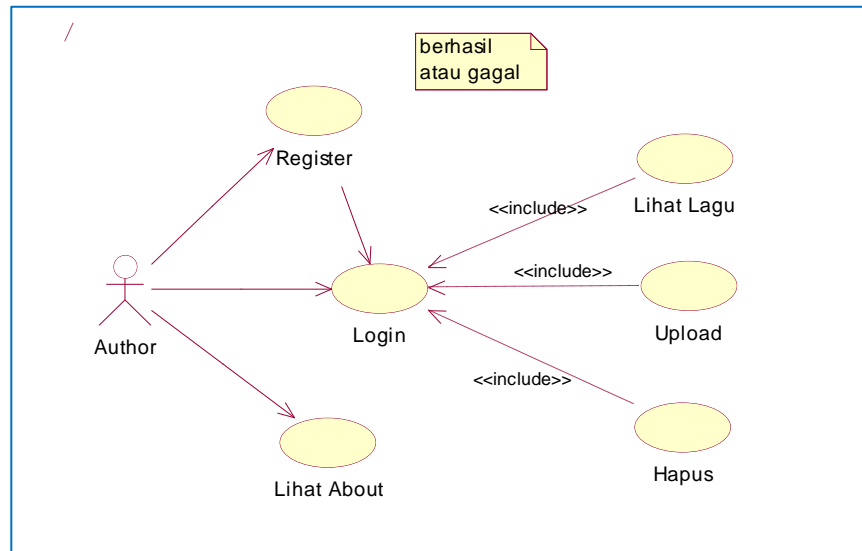 berhasil
atau gagal
Register
<<include>>
Lihat Lagu
<<include>>
Author
Login
Upload
<<include>>
Lihat About
Hapus